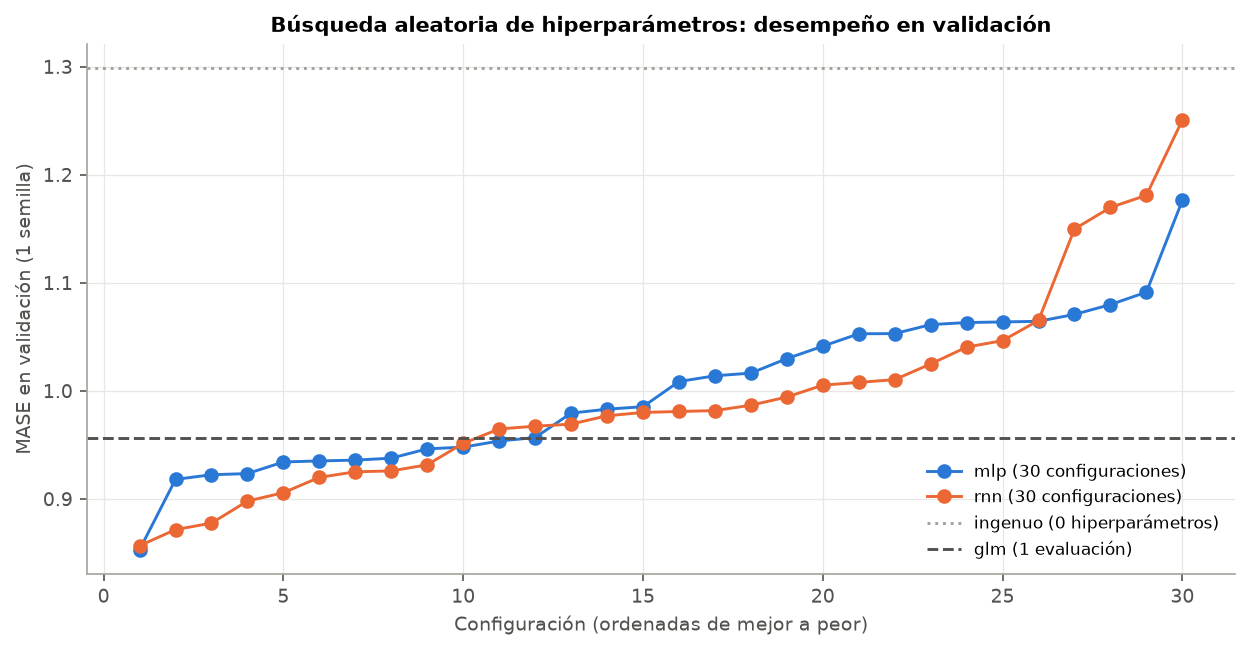 Búsqueda aleatoria de hiperparámetros: desempeño en validación
MASE en validación (1 semilla)
1.3
1.2
1.1
1.0
0.9
0
5
10
15
20
25
30
Configuración (ordenadas de mejor a peor)
mlp (30 configuraciones)
rnn (30 configuraciones)
ingenuo (0 hiperparámetros)
glm (1 evaluación)